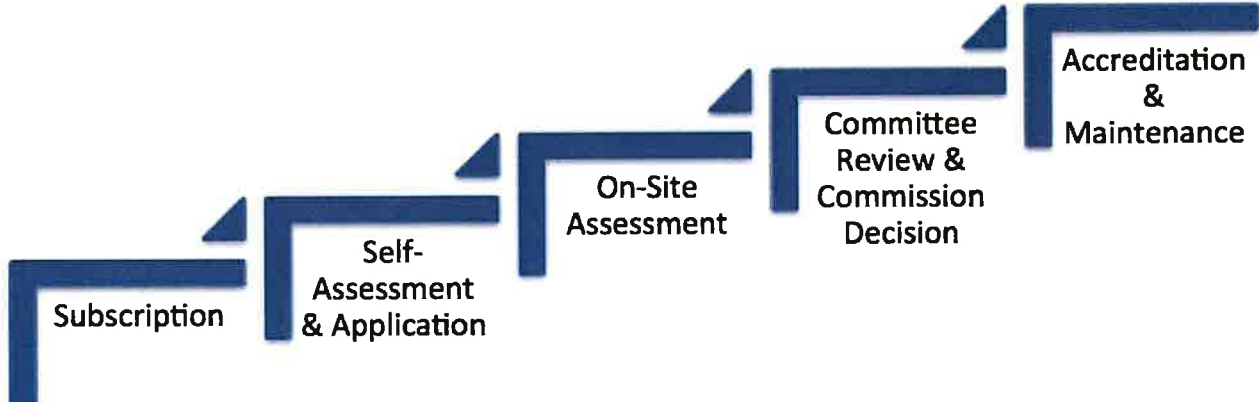 Subscription
Self-
Assessment
& Application
On-Site
Assessment
Committee
Review &
Commission
Decision
Accreditation
&
Maintenance